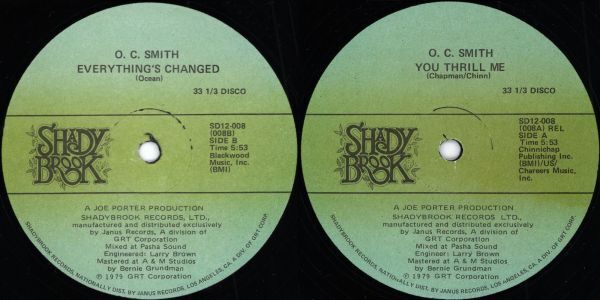 O. C. SMITH
EVERYTHING'S CHANGED
(Ocean)
33 1/3 DISCO
SHADY
BROOK
SD12-008
(008B)
SIDE B
Time 5:53
Blackwood
Music, Inc.
(BMI)
A JOE PORTER PRODUCTION
SHADYBROOK RECORDS, LTD.,
manufactured and distributed exclusively
by Janus Records, A division of
GRT Corporation
Mixed at Pasha Sound
Engineered: Larry Brown
Mastered at A & M Studios
by Bernie Grundman
℗ 1979 GRT Corporation
SHADYBROOK RECORDS, NATIONALLY DIST. BY JANUS RECORDS, LOS ANGELES, CA. A DIV. OF GRT CORP.
O. C. SMITH
YOU THRILL ME
(Chapman/Chinn)
33 1/3 DISCO
SHADY
BROOK
SD12-008
(008A) REL
SIDE A
Time: 5:53
Chinnichap
Publishing Inc.
(BMI)/US/
Chareers Music,
Inc.
A JOE PORTER PRODUCTION
SHADYBROOK RECORDS LTD.,
manufactured and distributed exclusively
by Janus Records, A division of
GRT Corporation
Mixed at Pasha Sound
Engineer: Larry Brown
Mastered at A & M Studios
by Bernie Grundman
℗ 1979 GRT Corporation
SHADYBROOK RECORDS, NATIONALLY DIST. BY JANUS RECORDS, LOS ANGELES, CA. A DIV. OF GRT CORP.